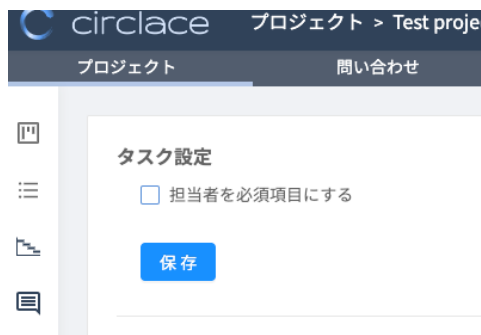 circlace プロジェクト > Test proje
プロジェクト 問い合わせ
タスク設定
担当者を必須項目にする
保存